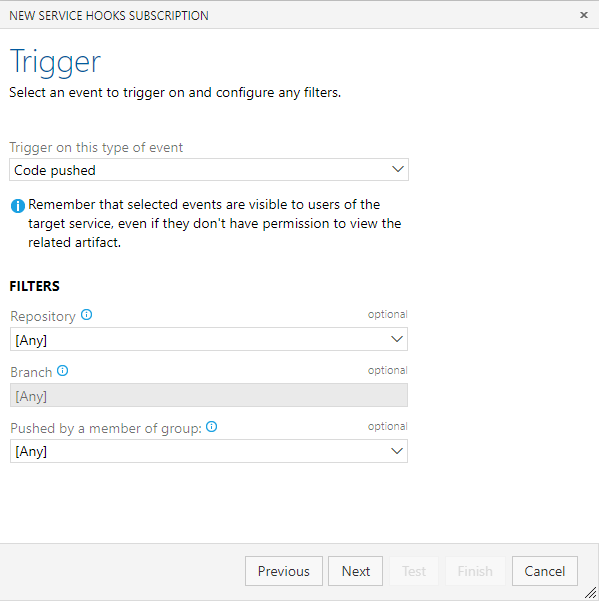 NEW SERVICE HOOKS SUBSCRIPTION
Trigger
Select an event to trigger on and configure any filters.
Trigger on this type of event
Code pushed
Remember that selected events are visible to users of the
target service, even if they don't have permission to view the
related artifact.
FILTERS
Repository optional
[Any]
Branch optional
[Any]
Pushed by a member of group: optional
[Any]
Previous Next Test Finish Cancel